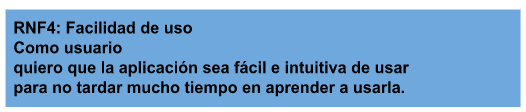 RNF4: Facilidad de uso
Como usuario
quiero que la aplicación sea fácil e intuitiva de usar
para no tardar mucho tiempo en aprender a usarla.